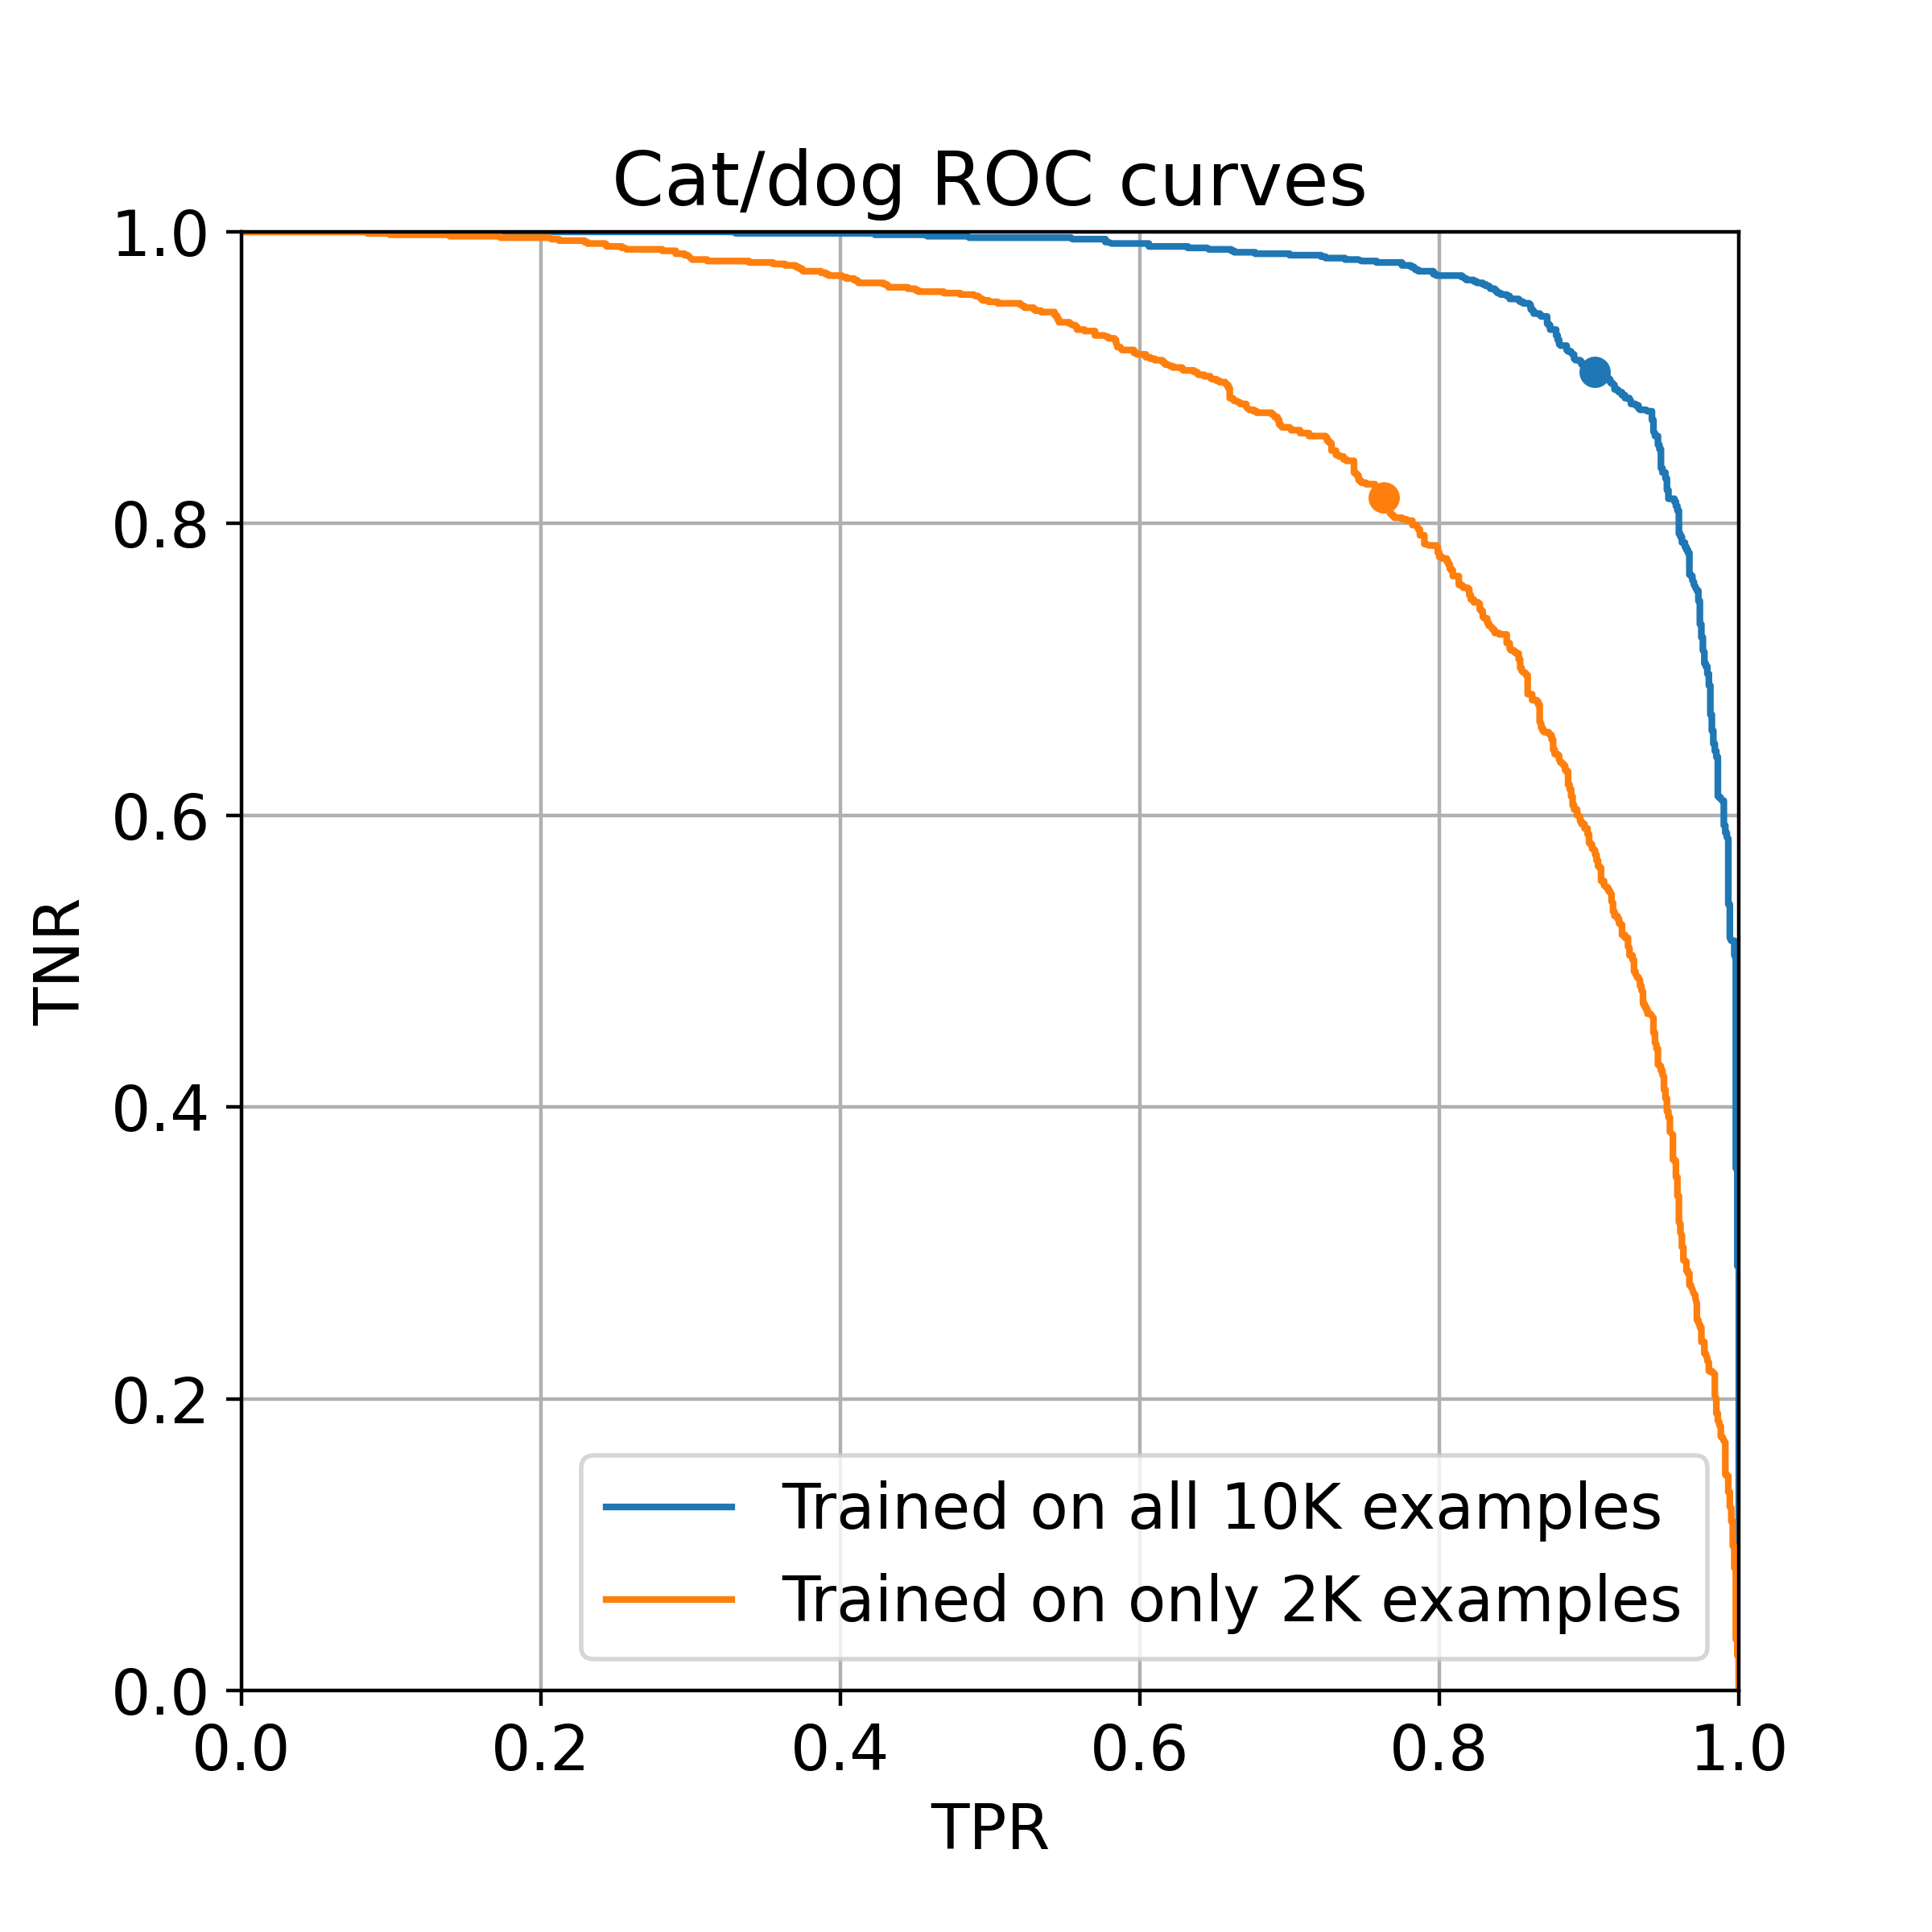 Cat/dog ROC curves
1.0
0.8
0.6
0.4
0.2
0.0
TNR
Trained on all 10K examples
Trained on only 2K examples
0.0 0.2 0.4 0.6 0.8 1.0
TPR